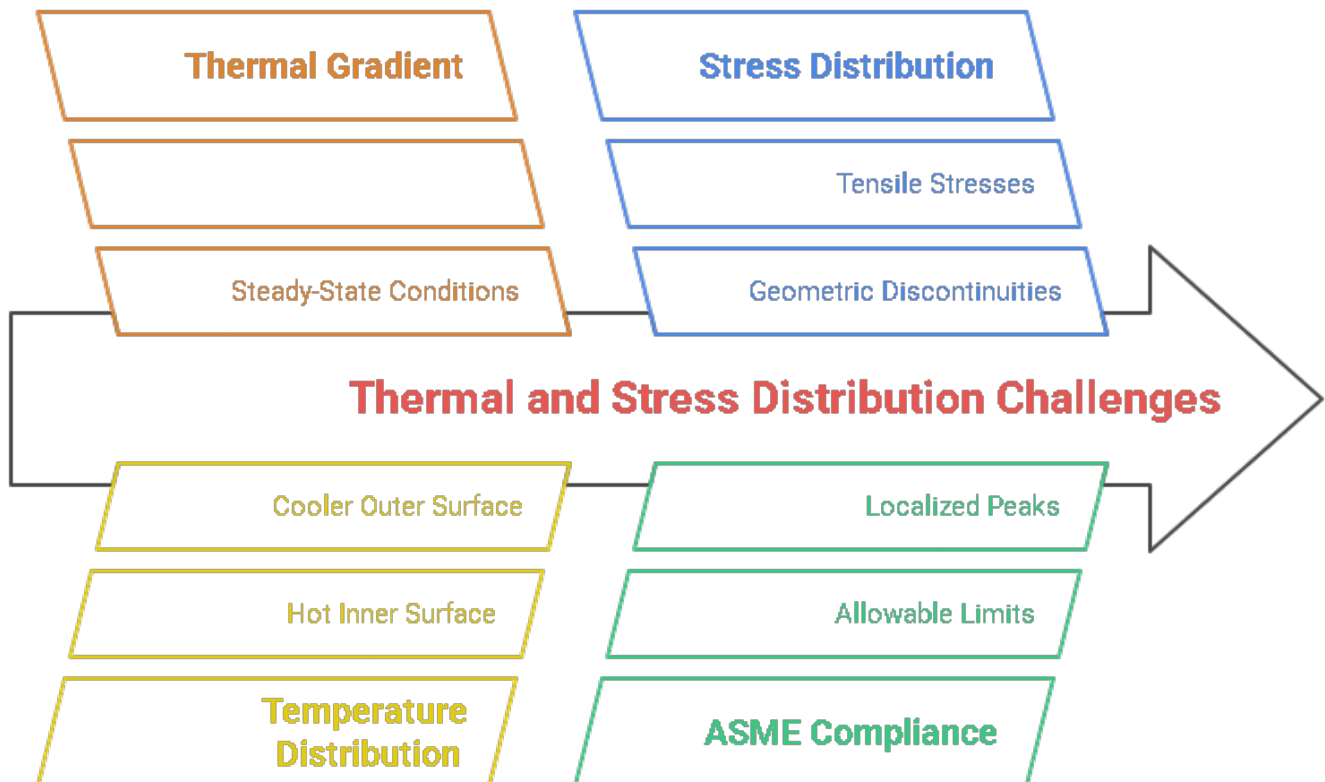 Thermal Gradient
Stress Distribution
Tensile Stresses
Steady-State Conditions
Geometric Discontinuities
Thermal and Stress Distribution Challenges
Cooler Outer Surface
Localized Peaks
Hot Inner Surface
Allowable Limits
Temperature
Distribution
ASME Compliance